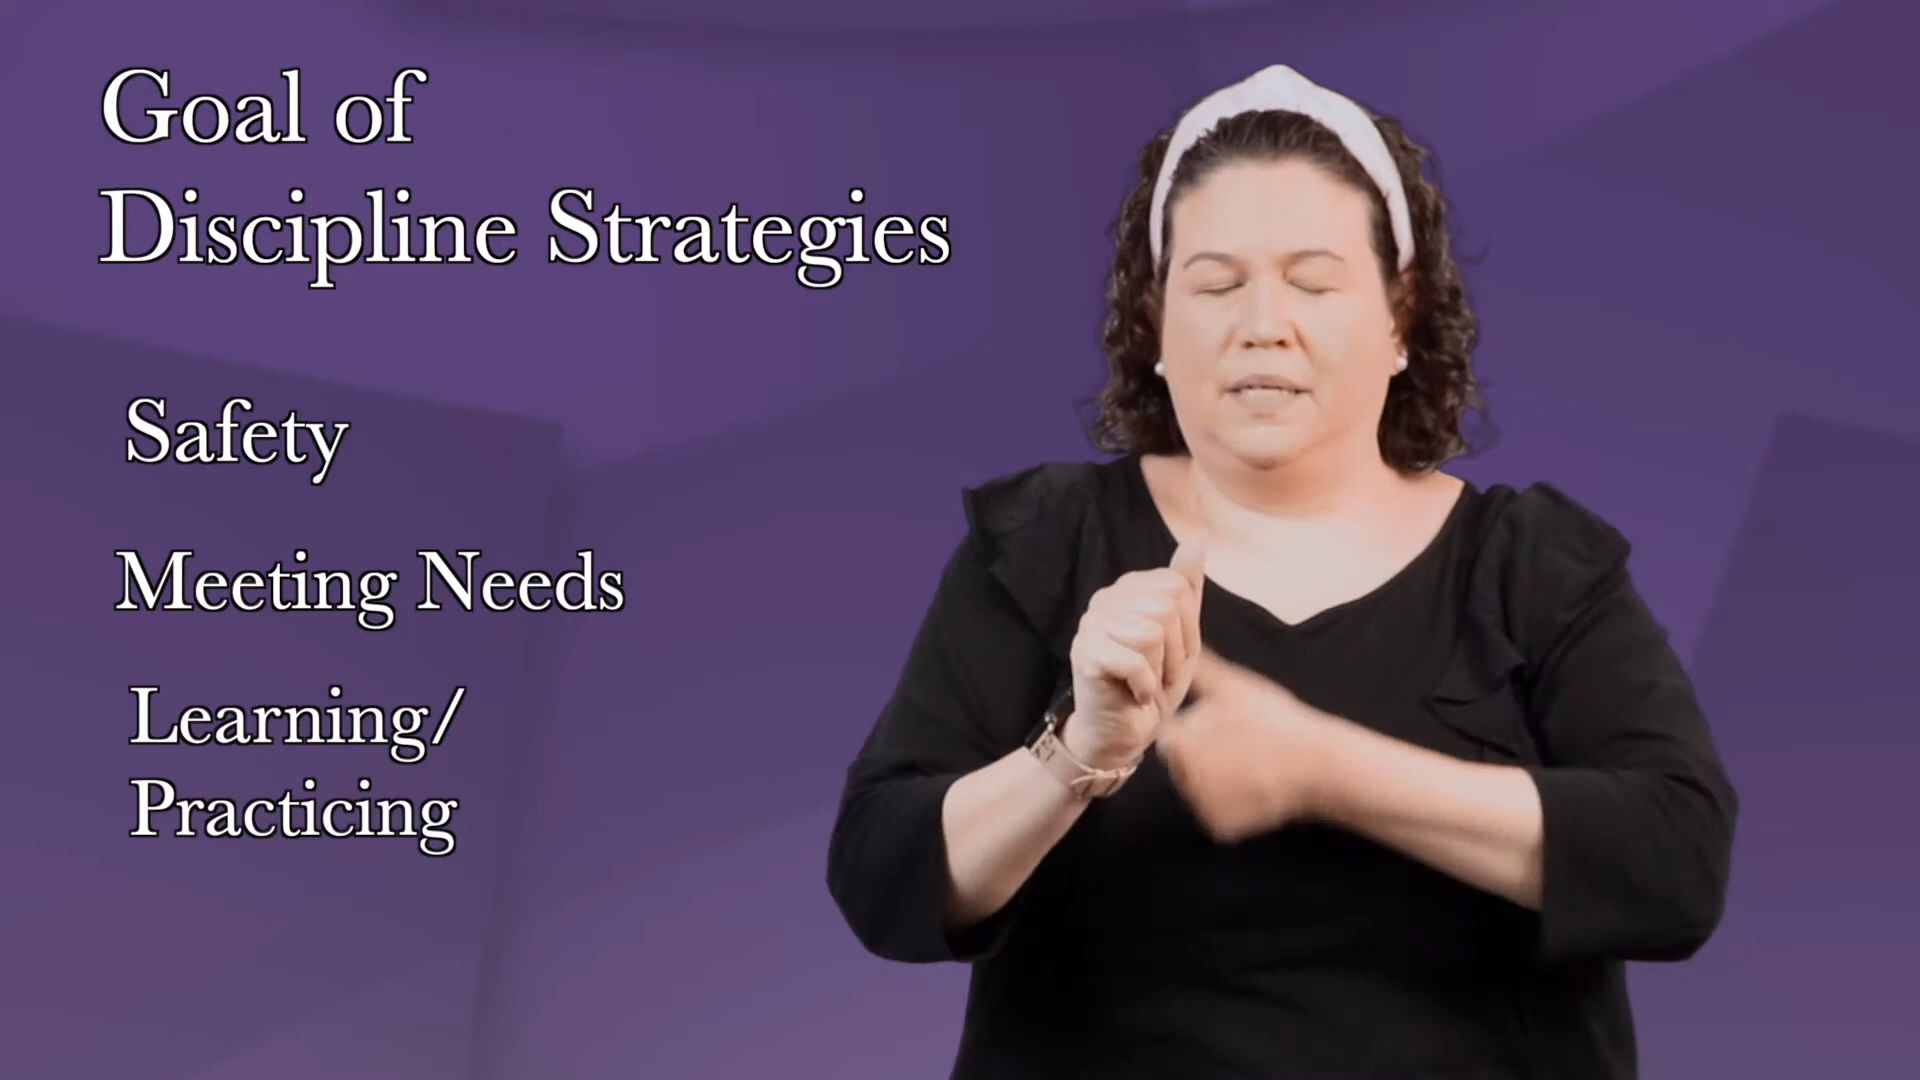 Goal of
Discipline Strategies
Safety
Meeting Needs
Learning/
Practicing